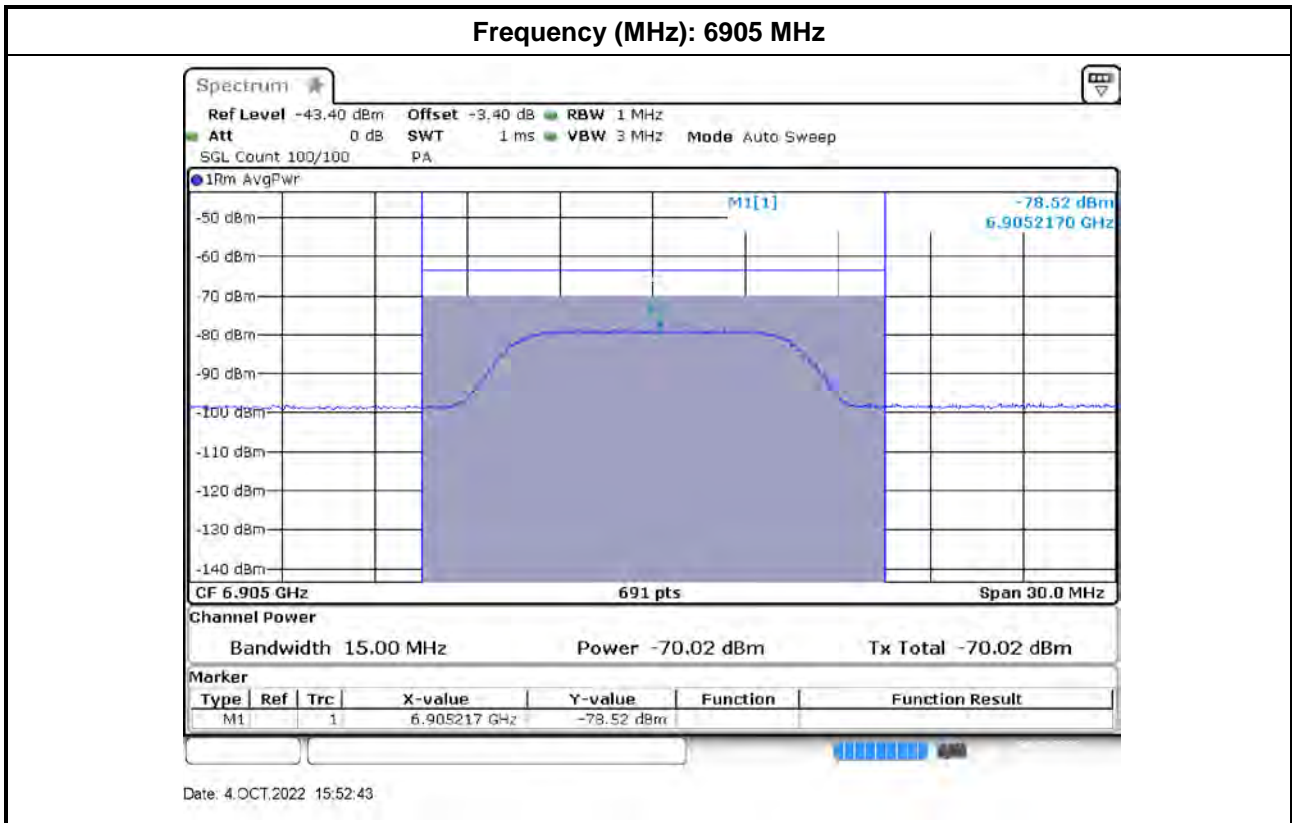 Frequency (MHz): 6905 MHz
Spectrum
Ref Level -43.40 dBm Offset -3.40 dB RBW 1 MHz
Att 0 dB SWT 1 ms VBW 3 MHz Mode Auto Sweep
SGL Count 100/100 PA
1Rm AvgPwr
M1[1] -78.52 dBm
6.9052170 GHz
-50 dBm
-60 dBm
-70 dBm
-80 dBm
-90 dBm
-100 dBm
-110 dBm
-120 dBm
-130 dBm
-140 dBm
CF 6.905 GHz 691 pts Span 30.0 MHz
Channel Power
Bandwidth 15.00 MHz Power -70.02 dBm Tx Total -70.02 dBm
Marker
Type Ref Trc X-value Y-value Function Function Result
M1 1 6.905217 GHz -78.52 dBm
Date: 4.OCT.2022 15:52:43